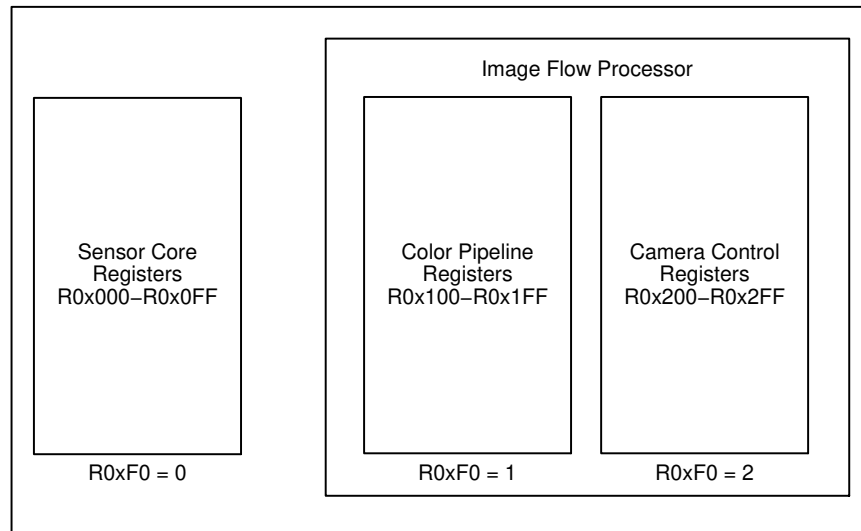 Image Flow Processor
Sensor Core
Registers
R0x000–R0x0FF
Color Pipeline
Registers
R0x100–R0x1FF
Camera Control
Registers
R0x200–R0x2FF
R0xF0 = 0
R0xF0 = 1
R0xF0 = 2